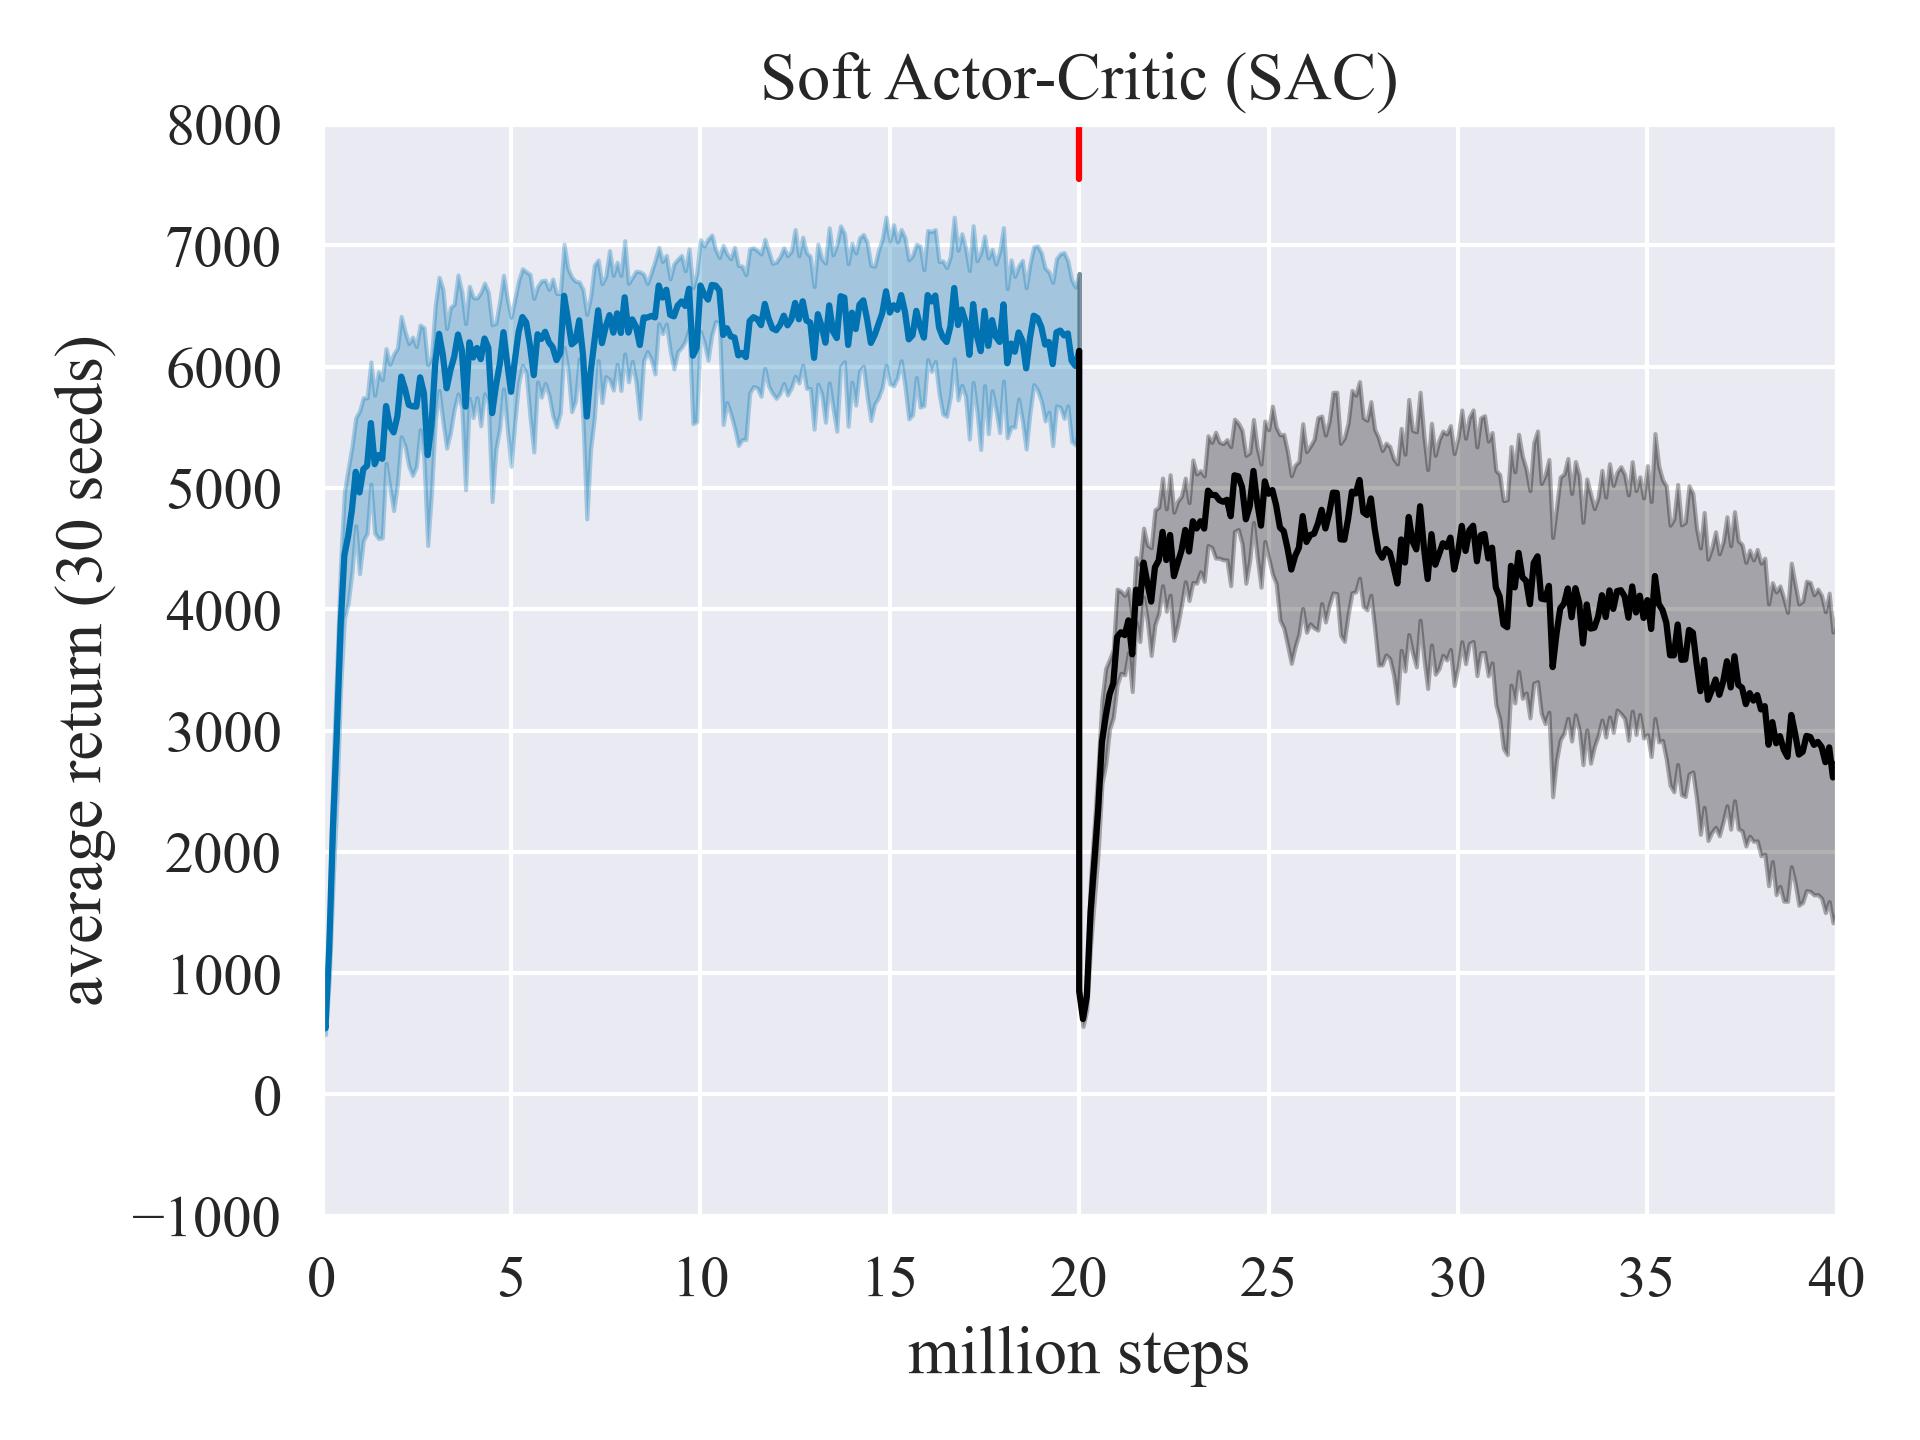 Soft Actor-Critic (SAC)
8000
7000
6000
5000
4000
3000
2000
1000
0
−1000
average return (30 seeds)
0 5 10 15 20 25 30 35 40
million steps